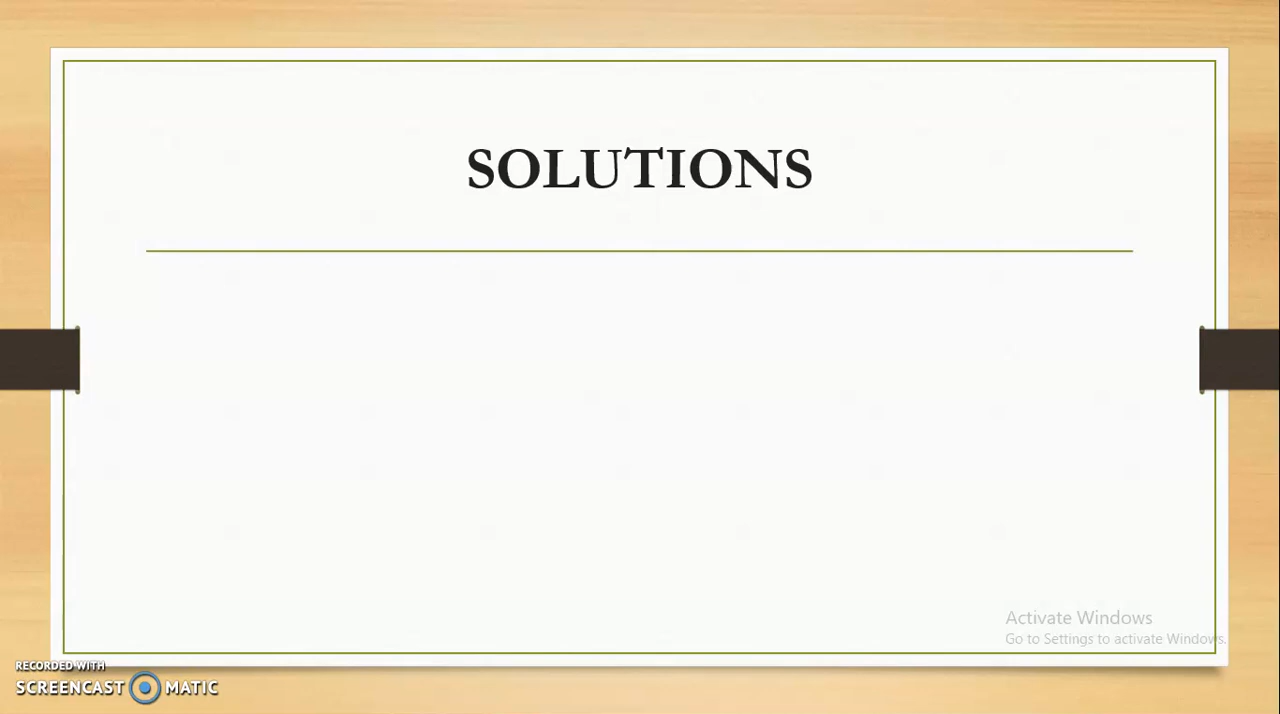 SOLUTIONS
Activate Windows
Go to Settings to activate Windows.
RECORDED WITH
SCREENCAST MATIC